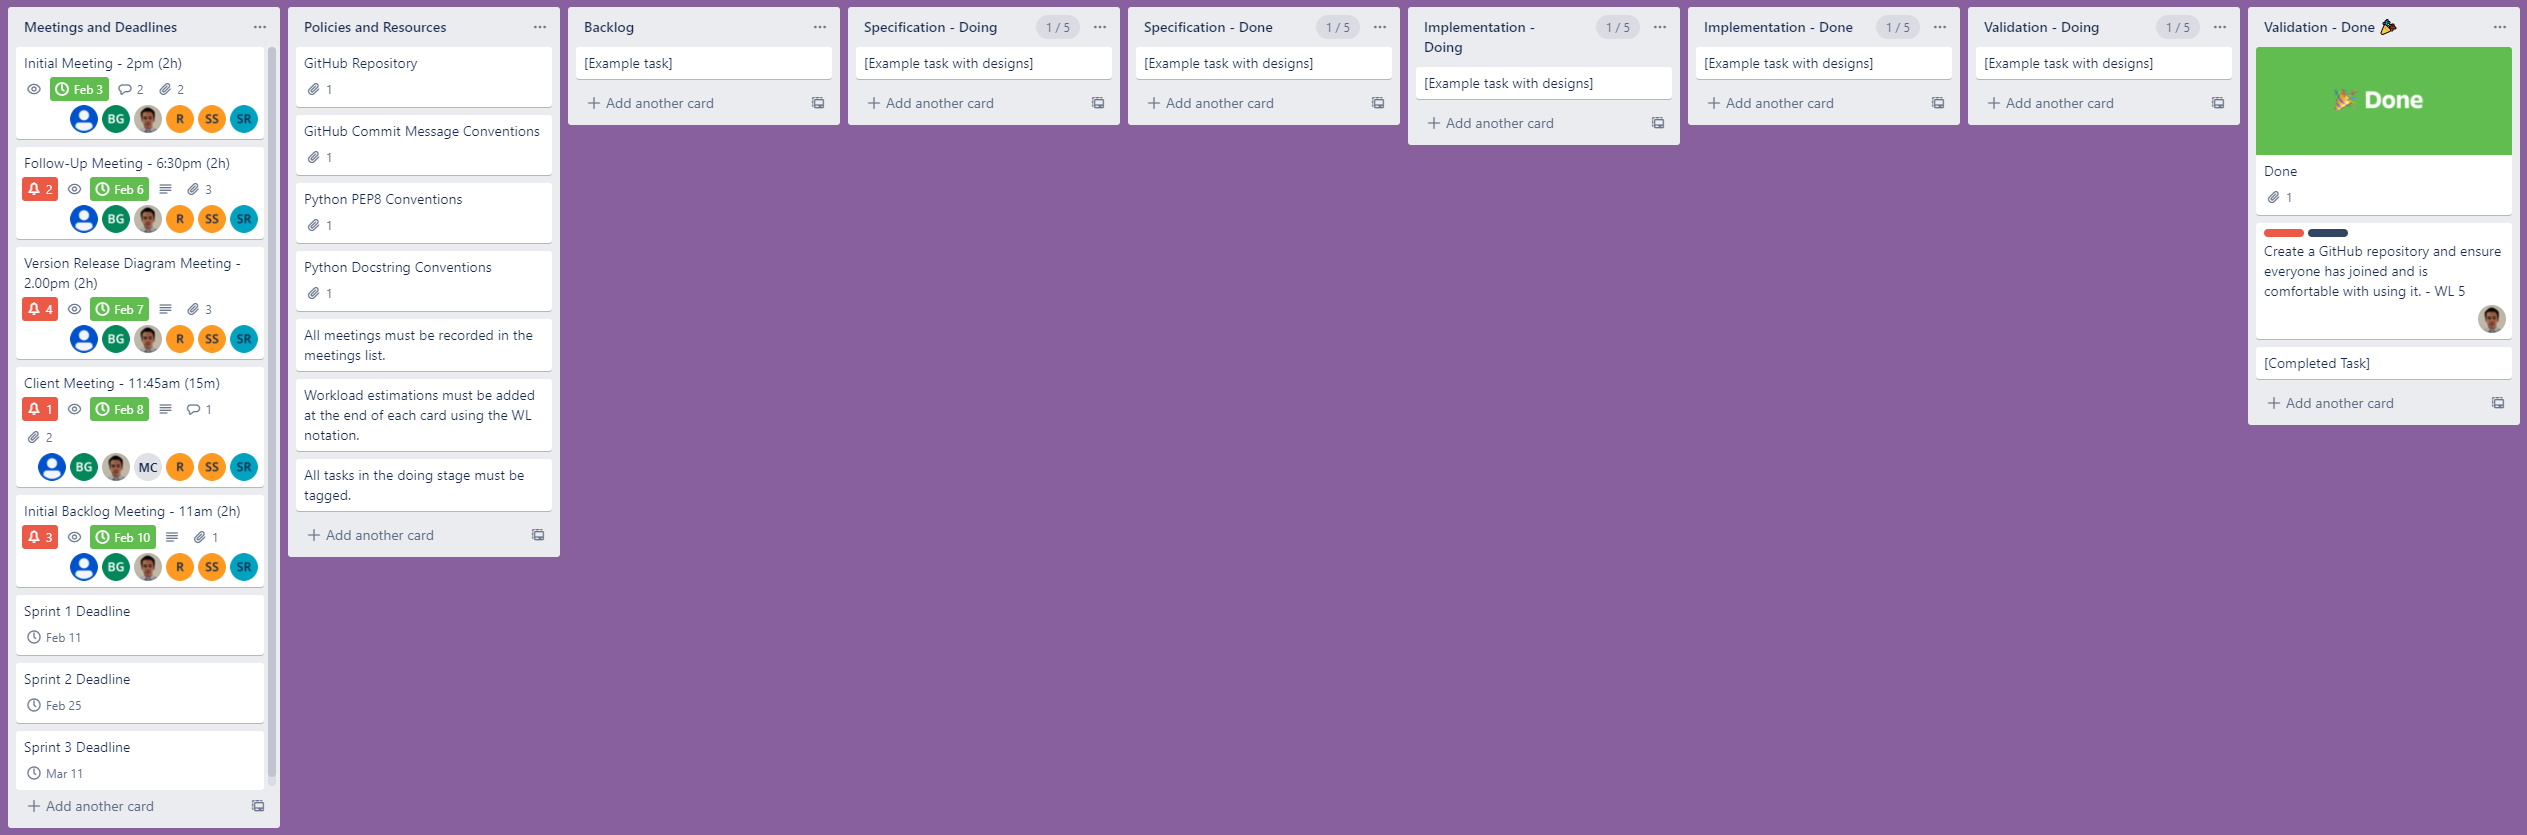 Meetings and Deadlines
Initial Meeting - 2pm (2h)
Feb 3 2 2
BG R SS SR
Follow-Up Meeting - 6:30pm (2h)
2 Feb 6 3
BG R SS SR
Version Release Diagram Meeting -
2.00pm (2h)
4 Feb 7 3
BG R SS SR
Client Meeting - 11:45am (15m)
1 Feb 8 1
2
BG MC R SS SR
Initial Backlog Meeting - 11am (2h)
3 Feb 10 1
BG R SS SR
Sprint 1 Deadline
Feb 11
Sprint 2 Deadline
Feb 25
Sprint 3 Deadline
Mar 11
+ Add another card
Policies and Resources
GitHub Repository
1
GitHub Commit Message Conventions
1
Python PEP8 Conventions
1
Python Docstring Conventions
1
All meetings must be recorded in the
meetings list.
Workload estimations must be added
at the end of each card using the WL
notation.
All tasks in the doing stage must be
tagged.
+ Add another card
Backlog
[Example task]
+ Add another card
Specification - Doing 1 / 5
[Example task with designs]
+ Add another card
Specification - Done 1 / 5
[Example task with designs]
+ Add another card
Implementation - 1 / 5
Doing
[Example task with designs]
+ Add another card
Implementation - Done 1 / 5
[Example task with designs]
+ Add another card
Validation - Doing 1 / 5
[Example task with designs]
+ Add another card
Validation - Done 🎉
🎉 Done
Done
1
Create a GitHub repository and ensure
everyone has joined and is
comfortable with using it. - WL 5
[Completed Task]
+ Add another card